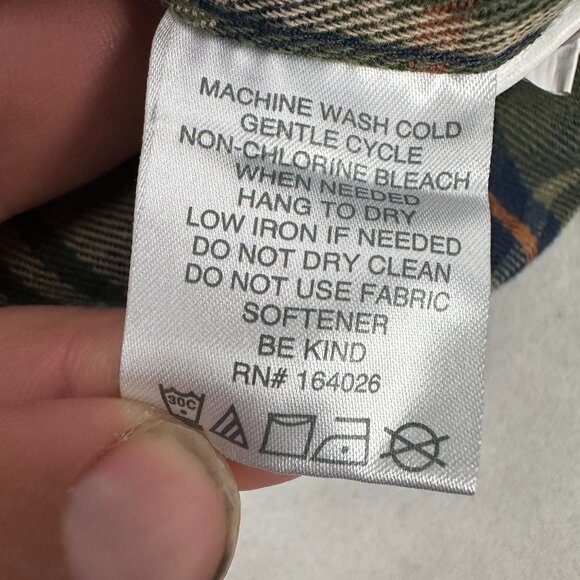 MACHINE WASH COLD
GENTLE CYCLE
NON-CHLORINE BLEACH
WHEN NEEDED
HANG TO DRY
LOW IRON IF NEEDED
DO NOT DRY CLEAN
DO NOT USE FABRIC
SOFTENER
BE KIND
RN# 164026
30C